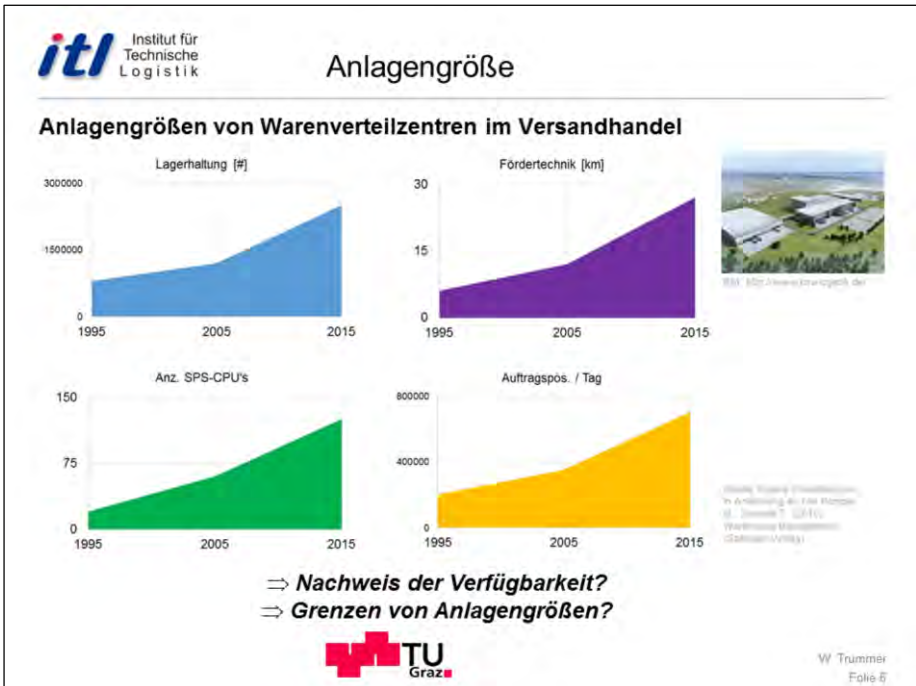 itl
Institut für
Technische
Logistik
Anlagengröße
Anlagengrößen von Warenverteilzentren im Versandhandel
Lagerhaltung [#]
3000000
1500000
0
1995
2005
2015
Fördertechnik [km]
30
15
0
1995
2005
2015
Anz. SPS-CPU's
150
75
0
1995
2005
2015
Auftragspos. / Tag
800000
400000
0
1995
2005
2015
⇒ Nachweis der Verfügbarkeit?
⇒ Grenzen von Anlagengrößen?
TU
Graz
W. Trummer
Folie 6